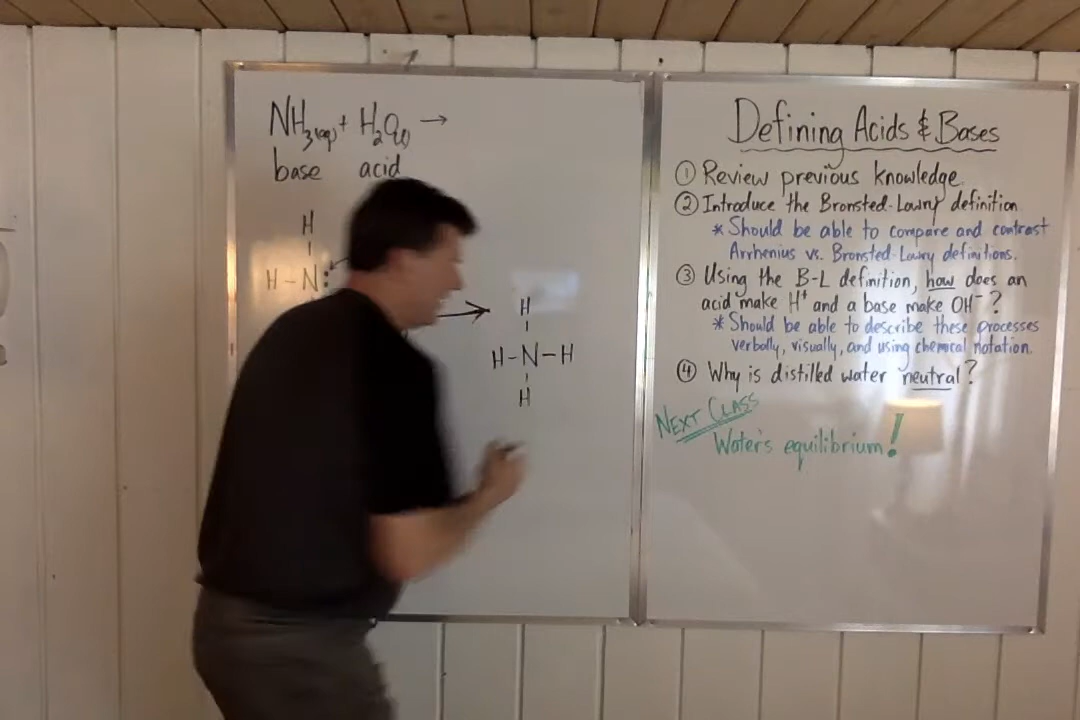 NH₃(aq) + H₂O(l) →
base acid
H
H-N:
H
H-N-H
H
Defining Acids & Bases
① Review previous knowledge.
② Introduce the Bronsted-Lowry definition
* Should be able to compare and contrast
Arrhenius vs. Bronsted-Lowry definitions.
③ Using the B-L definition, how does an
acid make H⁺ and a base make OH⁻?
* Should be able to describe these processes
verbally, visually, and using chemical notation.
④ Why is distilled water neutral?
NEXT CLASS
Water's equilibrium!